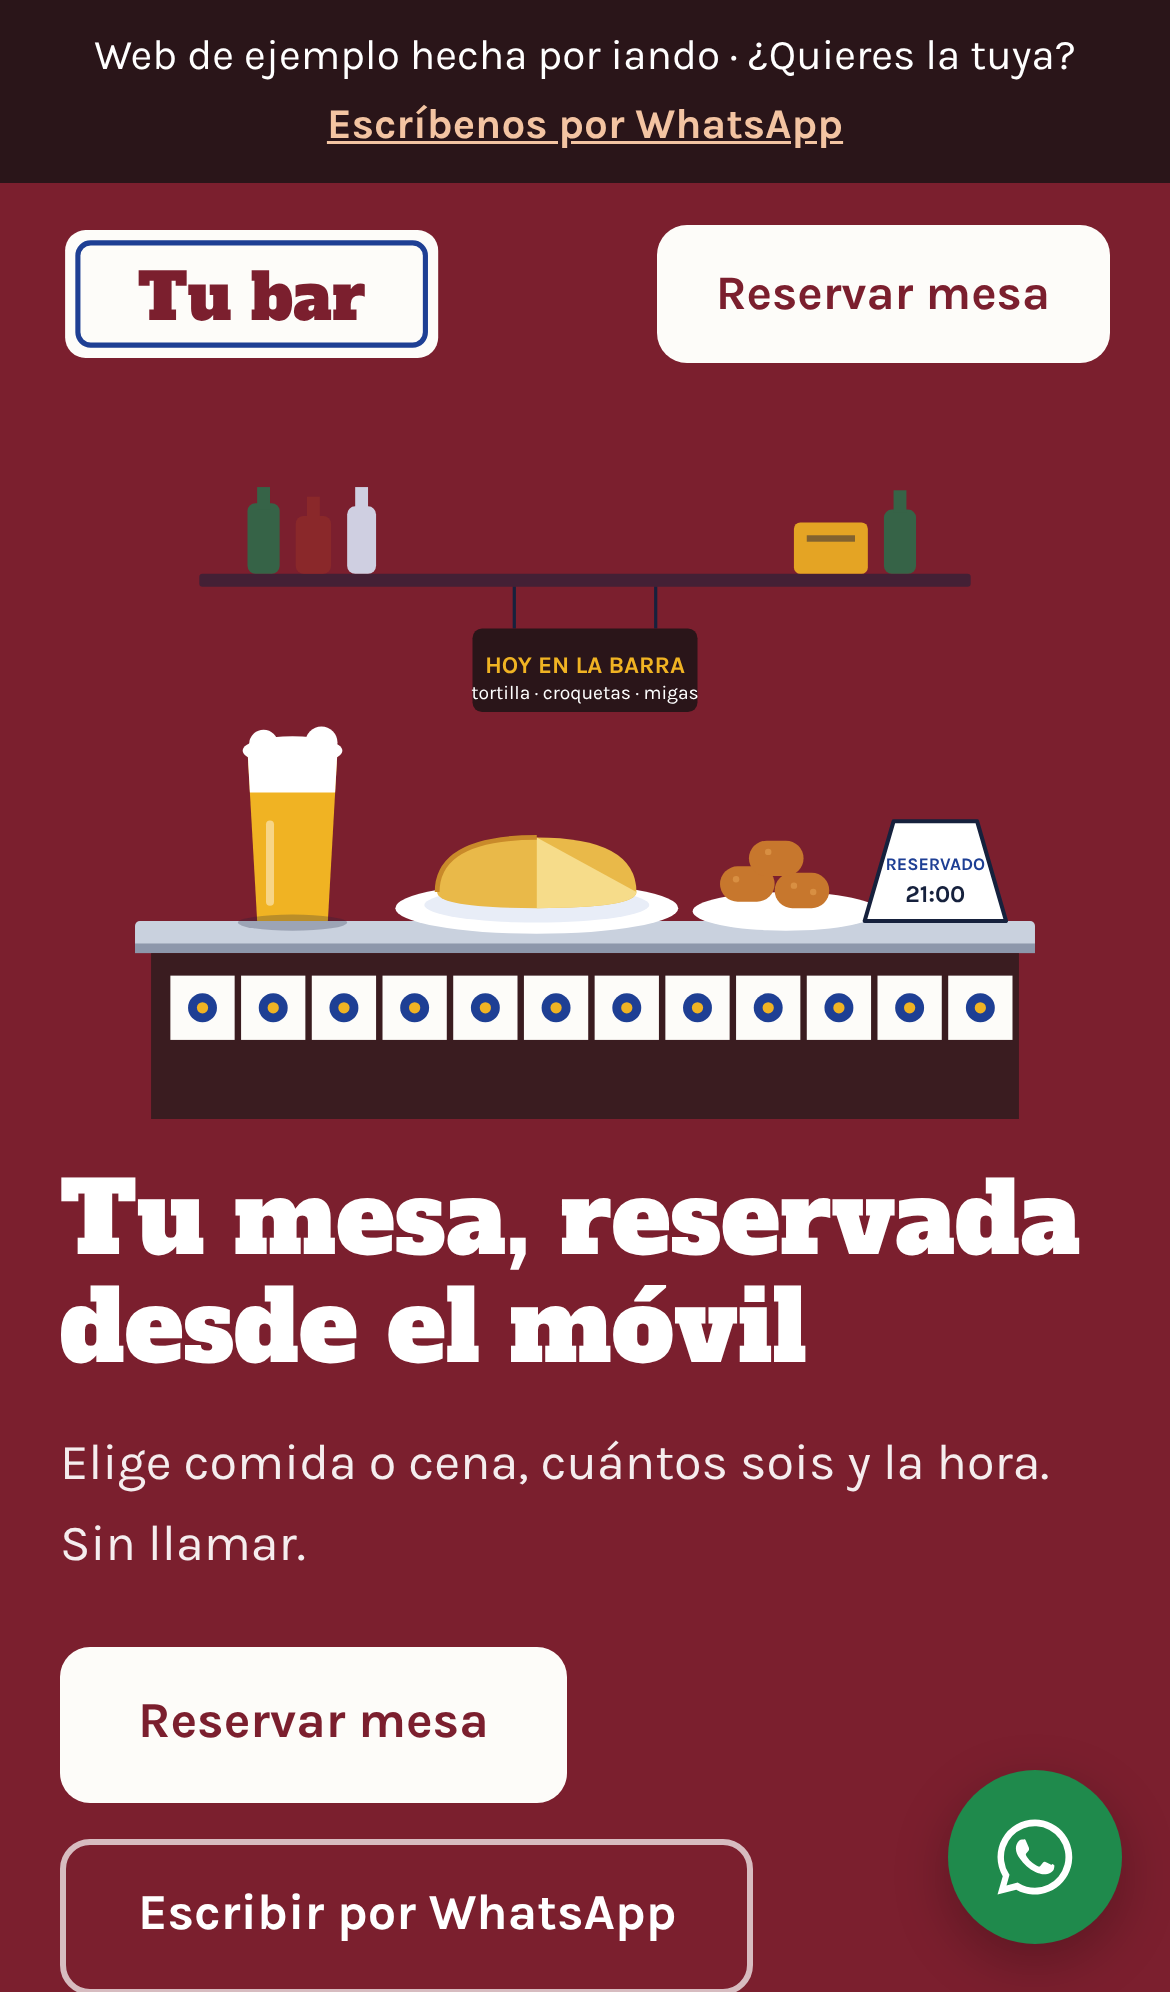 Web de ejemplo hecha por iando · ¿Quieres la tuya?
Escríbenos por WhatsApp
Tu bar
Reservar mesa
HOY EN LA BARRA
tortilla · croquetas · migas
RESERVADO
21:00
Tu mesa, reservada
desde el móvil
Elige comida o cena, cuántos sois y la hora.
Sin llamar.
Reservar mesa
Escribir por WhatsApp